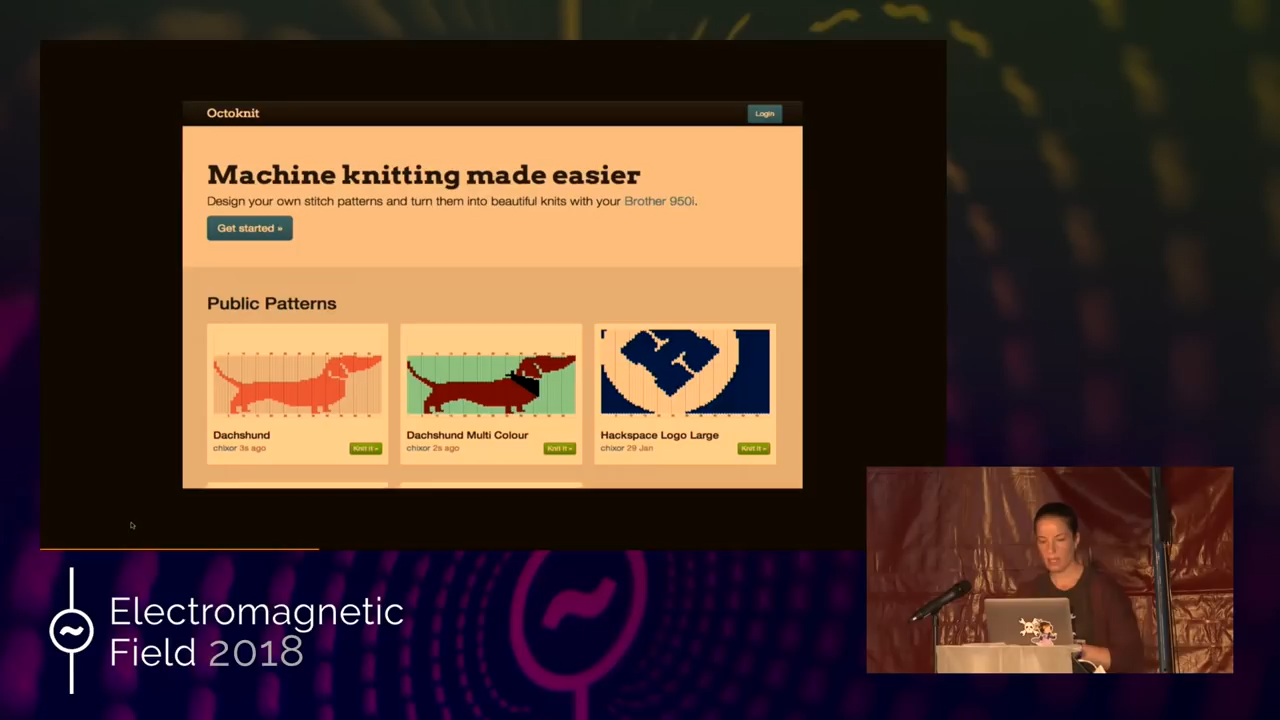 Octoknit
Login
Machine knitting made easier
Design your own stitch patterns and turn them into beautiful knits with your Brother 950i.
Get started »
Public Patterns
Dachshund
chixor 3s ago
Knit it »
Dachshund Multi Colour
chixor 2s ago
Knit it »
Hackspace Logo Large
chixor 29 Jan
Knit it »
Electromagnetic
Field 2018